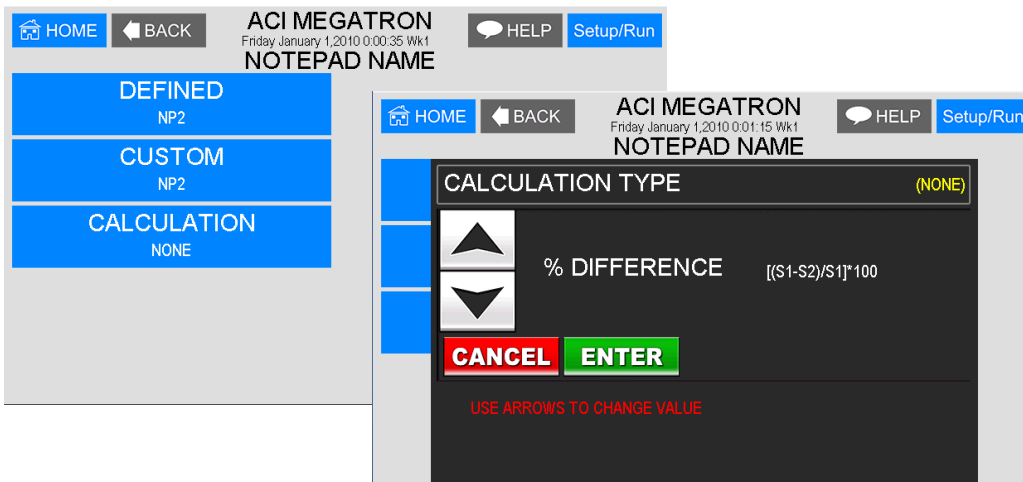 HOME
BACK
ACI MEGATRON
Friday January 1,2010 0:00:35 Wk1
NOTEPAD NAME
HELP
Setup/Run
DEFINED
NP2
CUSTOM
NP2
CALCULATION
NONE
HOME
BACK
ACI MEGATRON
Friday January 1,2010 0:01:15 Wk1
NOTEPAD NAME
HELP
Setup/Run
CALCULATION TYPE
(NONE)
% DIFFERENCE
[(S1-S2)/S1]*100
CANCEL
ENTER
USE ARROWS TO CHANGE VALUE